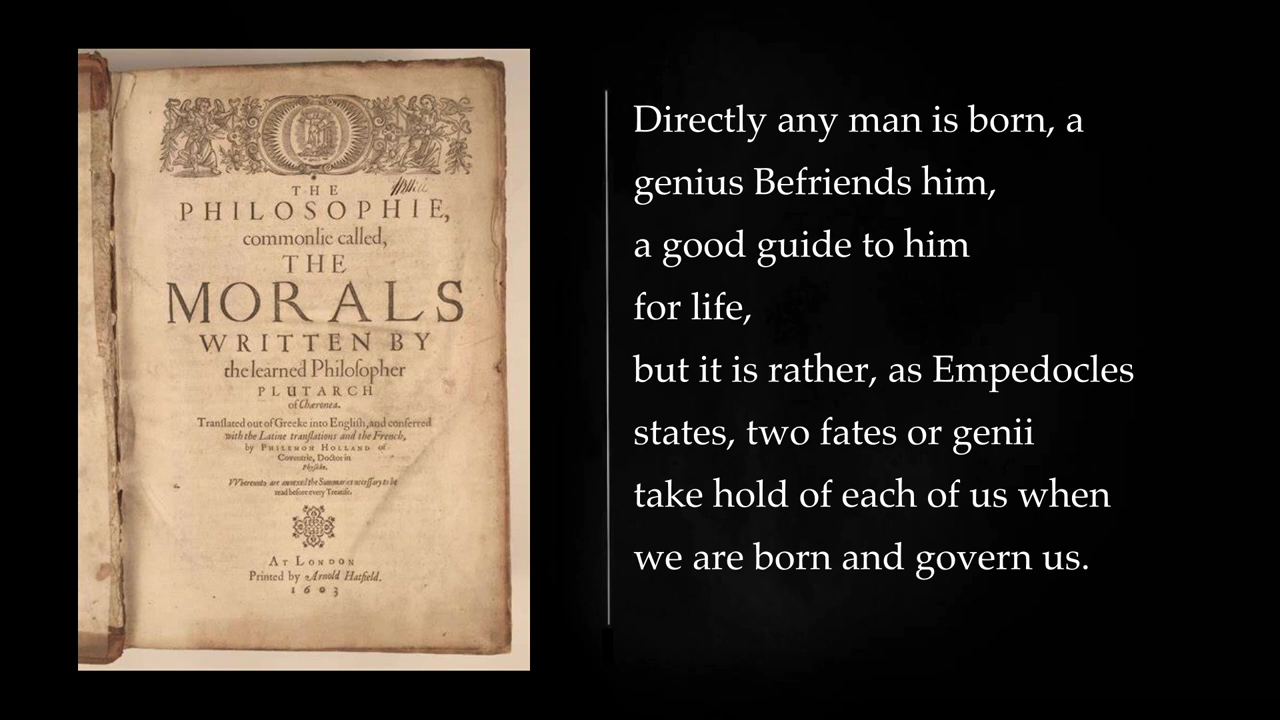 THE
PHILOSOPHIE,
commonlie called,
THE
MORALS
WRITTEN BY
the learned Philoſopher
PLUTARCH
of Chæronea.
Tranſlated out of Greeke into Engliſh, and conferred
with the Latine tranſlations and the French,
by PHILEMON HOLLAND of
Coventrie, Doctor in
Phyſicke.
VVhereunto are annexed the Summaries neceſſary to be
read before every Treatiſe.
AT LONDON
Printed by Arnold Hatfield.
1603
Directly any man is born, a
genius Befriends him,
a good guide to him
for life,
but it is rather, as Empedocles
states, two fates or genii
take hold of each of us when
we are born and govern us.